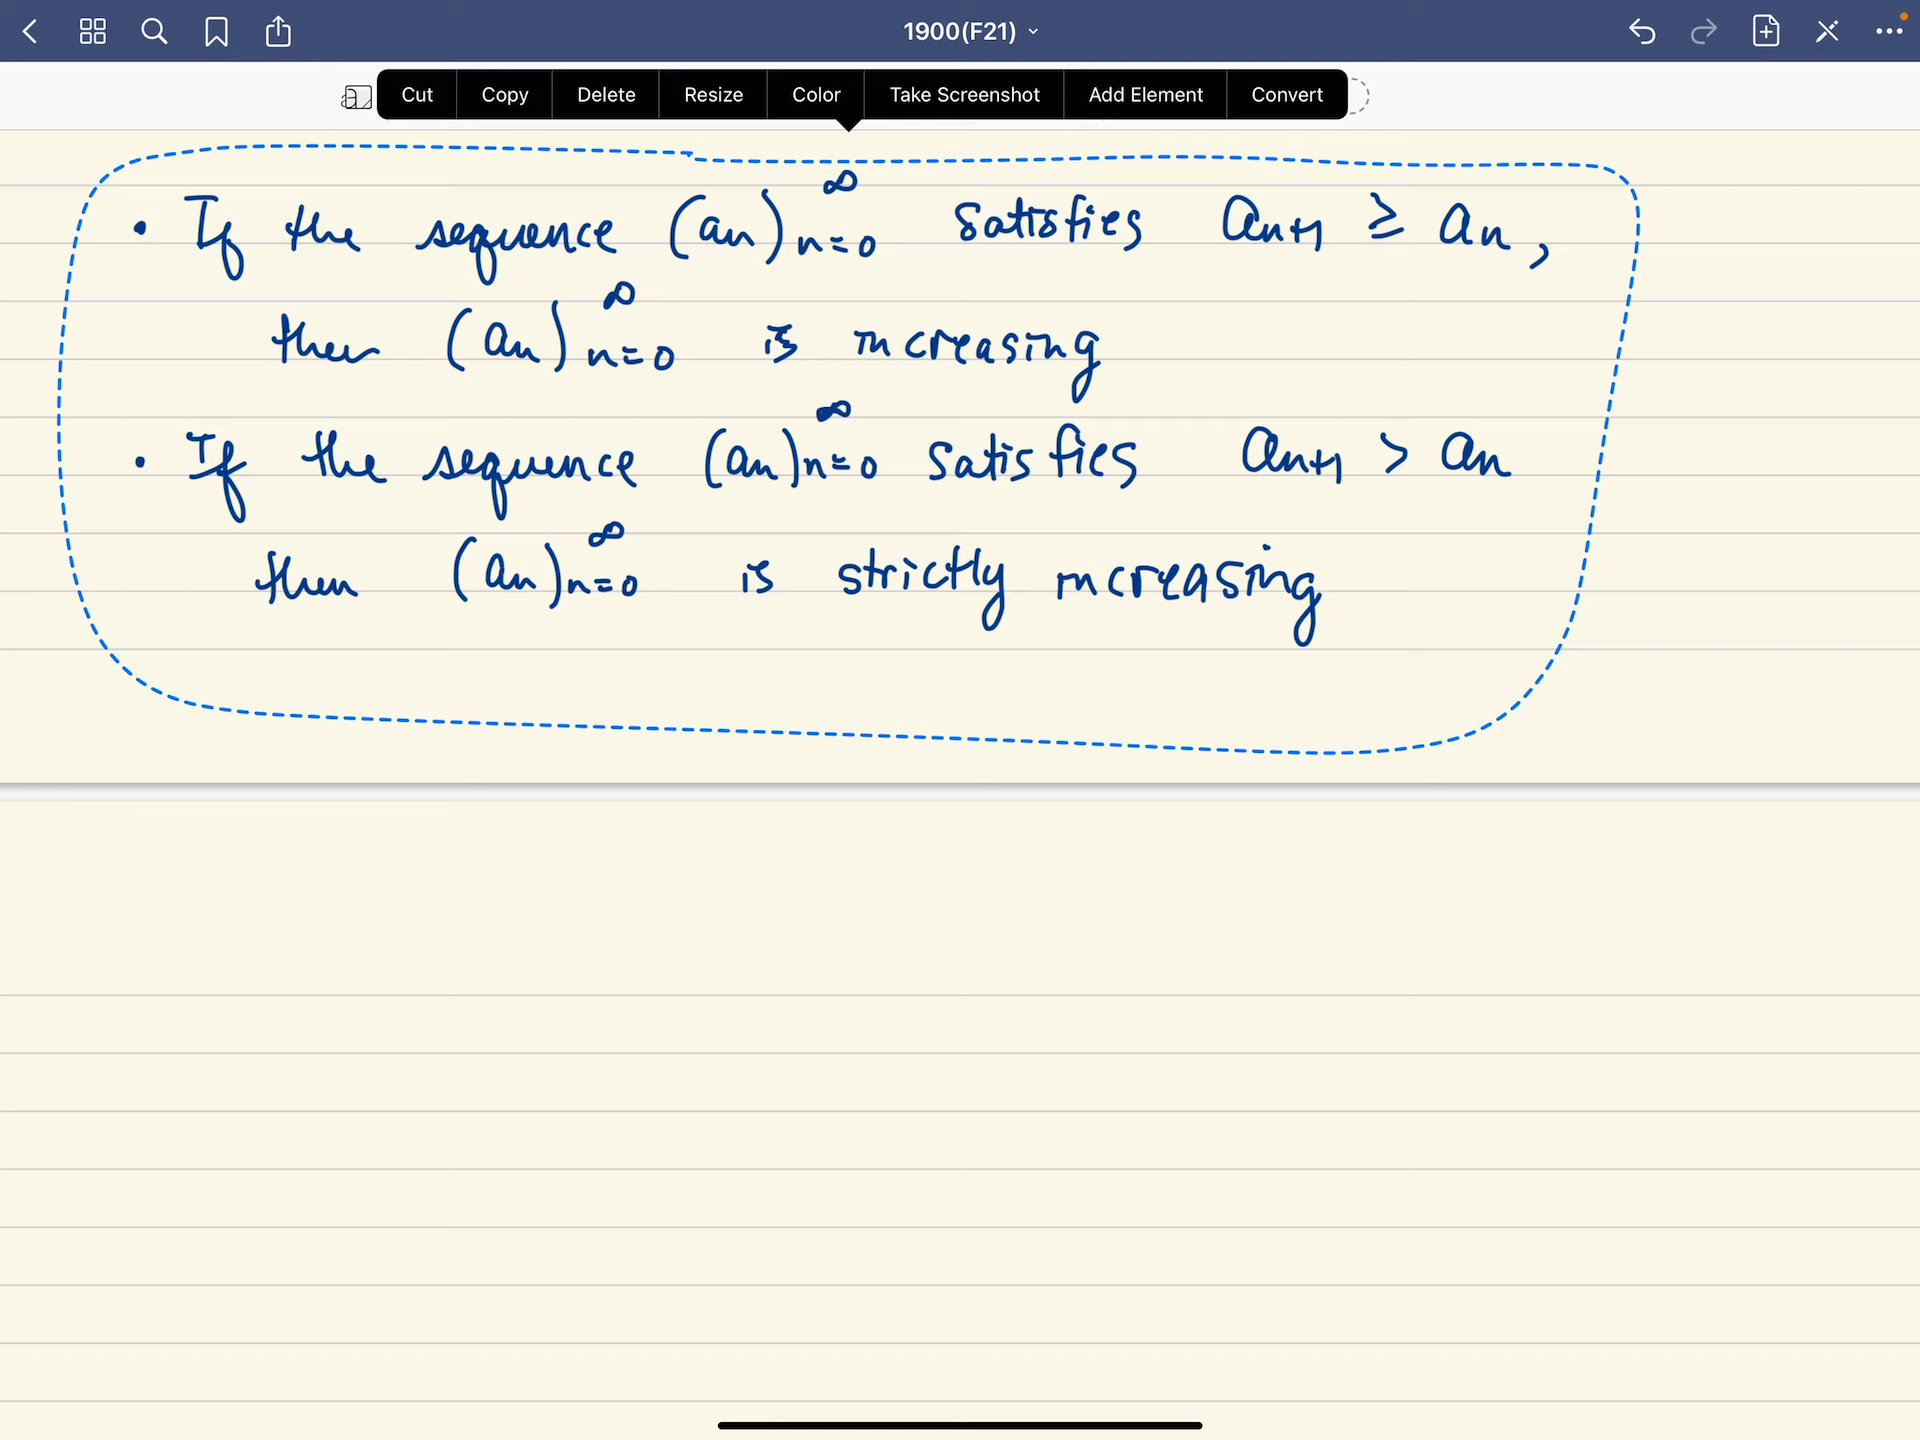 1900(F21)
Cut Copy Delete Resize Color Take Screenshot Add Element Convert
• If the sequence (an)∞n=0 satisfies an+1 ≥ an,
then (an)∞n=0 is increasing
• If the sequence (an)∞n=0 satisfies an+1 > an
then (an)∞n=0 is strictly increasing